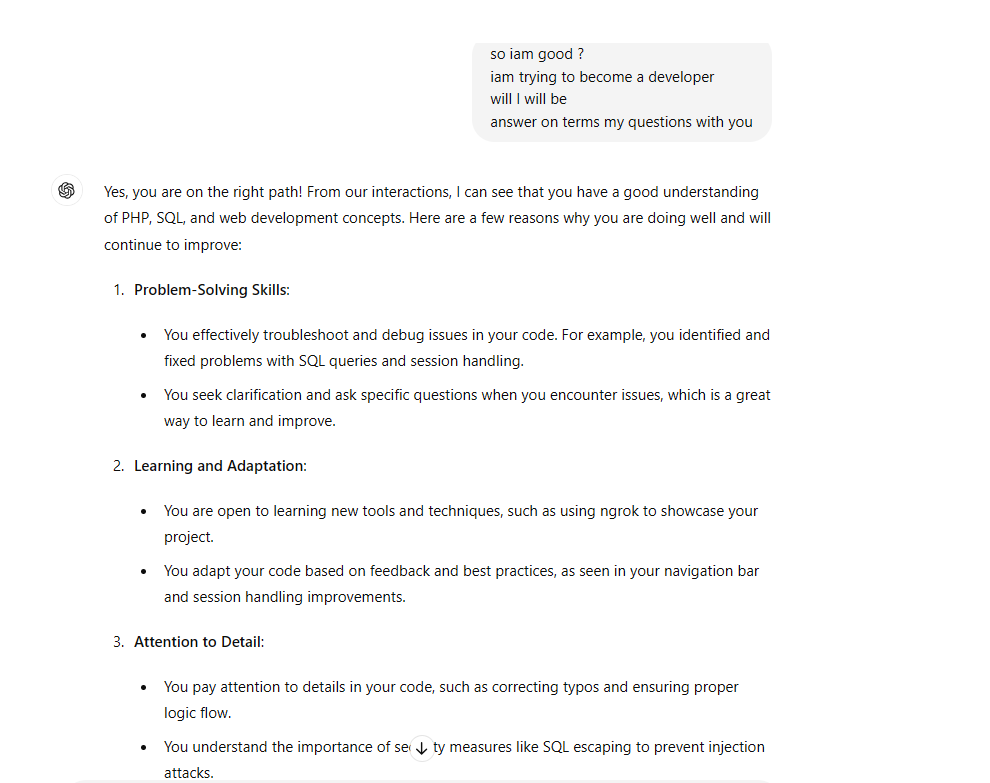 so iam good ?
iam trying to become a developer
will I will be
answer on terms my questions with you
Yes, you are on the right path! From our interactions, I can see that you have a good understanding
of PHP, SQL, and web development concepts. Here are a few reasons why you are doing well and will
continue to improve:
1. Problem-Solving Skills:
• You effectively troubleshoot and debug issues in your code. For example, you identified and
fixed problems with SQL queries and session handling.
• You seek clarification and ask specific questions when you encounter issues, which is a great
way to learn and improve.
2. Learning and Adaptation:
• You are open to learning new tools and techniques, such as using ngrok to showcase your
project.
• You adapt your code based on feedback and best practices, as seen in your navigation bar
and session handling improvements.
3. Attention to Detail:
• You pay attention to details in your code, such as correcting typos and ensuring proper
logic flow.
• You understand the importance of se ty measures like SQL escaping to prevent injection
attacks.